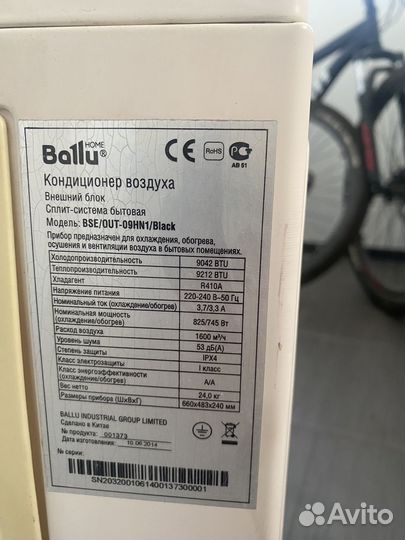 Ballu® HOME
CE RoHS PC АВ 51
Кондиционер воздуха
Внешний блок
Сплит-система бытовая
Модель: BSE/OUT-09HN1/Black
Прибор предназначен для охлаждения, обогрева,
осушения и вентиляции воздуха в бытовых помещениях.
Холодопроизводительность 9042 BTU
Теплопроизводительность 9212 BTU
Хладагент R410A
Напряжение питания 220-240 В~50 Гц
Номинальный ток (охлаждение/обогрев) 3,7/3,3 А
Номинальная мощность
(охлаждение/обогрев) 825/745 Вт
Расход воздуха 1600 м³/ч
Уровень шума 53 дБ(А)
Степень защиты IPX4
Класс электрозащиты I класс
Класс энергоэффективности
(охлаждение/обогрев) А/А
Вес нетто 24,0 кг
Размеры прибора (ШхВхГ) 660х483х240 мм
BALLU INDUSTRIAL GROUP LIMITED
Сделано в Китае
№ продукта: 001373
Дата изготовления: 10.06.2014
№ серии:
SN2032001061400137300001
Avito